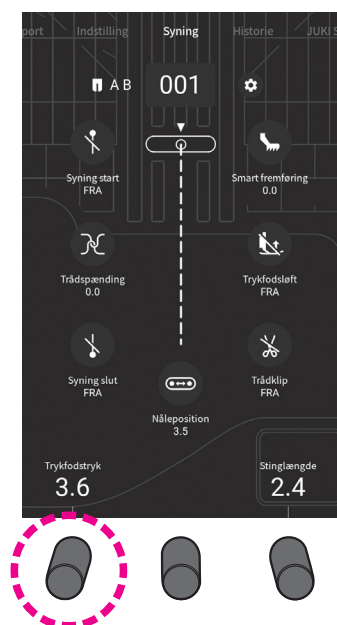 port Indstilling Syning Historie JUKI S
A B 001
Syning start
FRA
Smart fremføring
0.0
Trådspænding
0.0
Trykfodsløft
FRA
Syning slut
FRA
Trådklip
FRA
Nåleposition
3.5
Trykfodstryk
3.6
Stinglængde
2.4